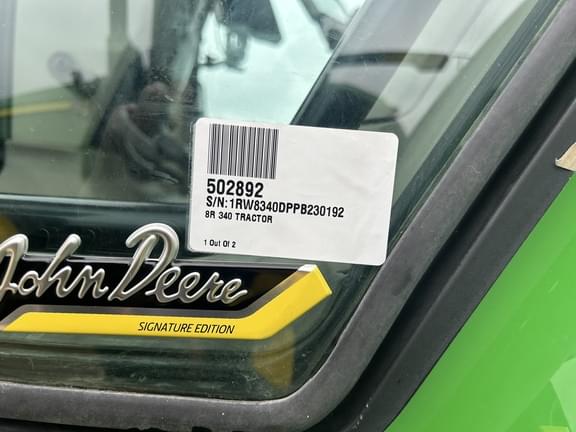 502892
S/N:1RW8340DPPB230192
8R 340 TRACTOR
1 Out Of 2
John Deere
SIGNATURE EDITION